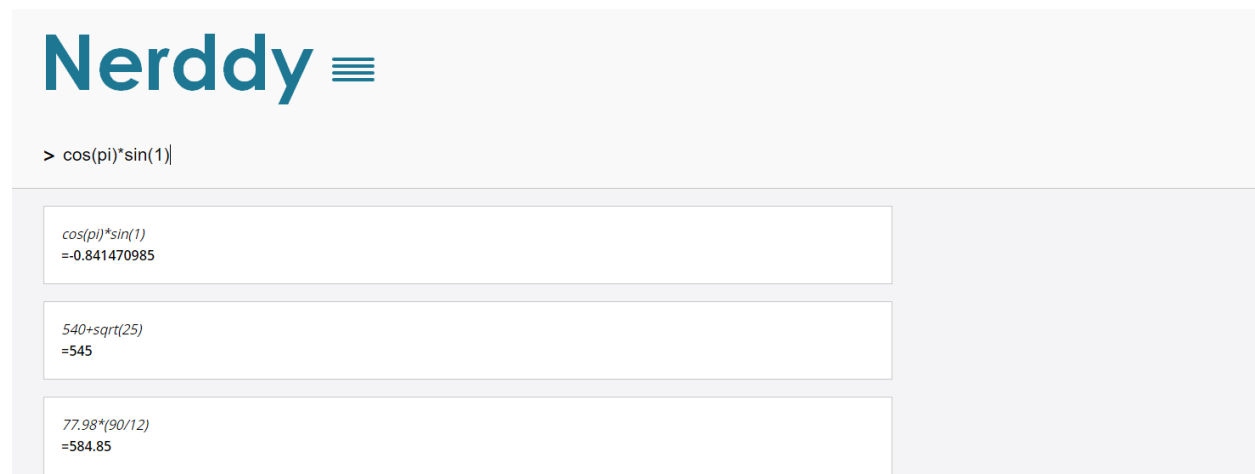 Nerddy
> cos(pi)*sin(1)
cos(pi)*sin(1)
=-0.841470985
540+sqrt(25)
=545
77.98*(90/12)
=584.85